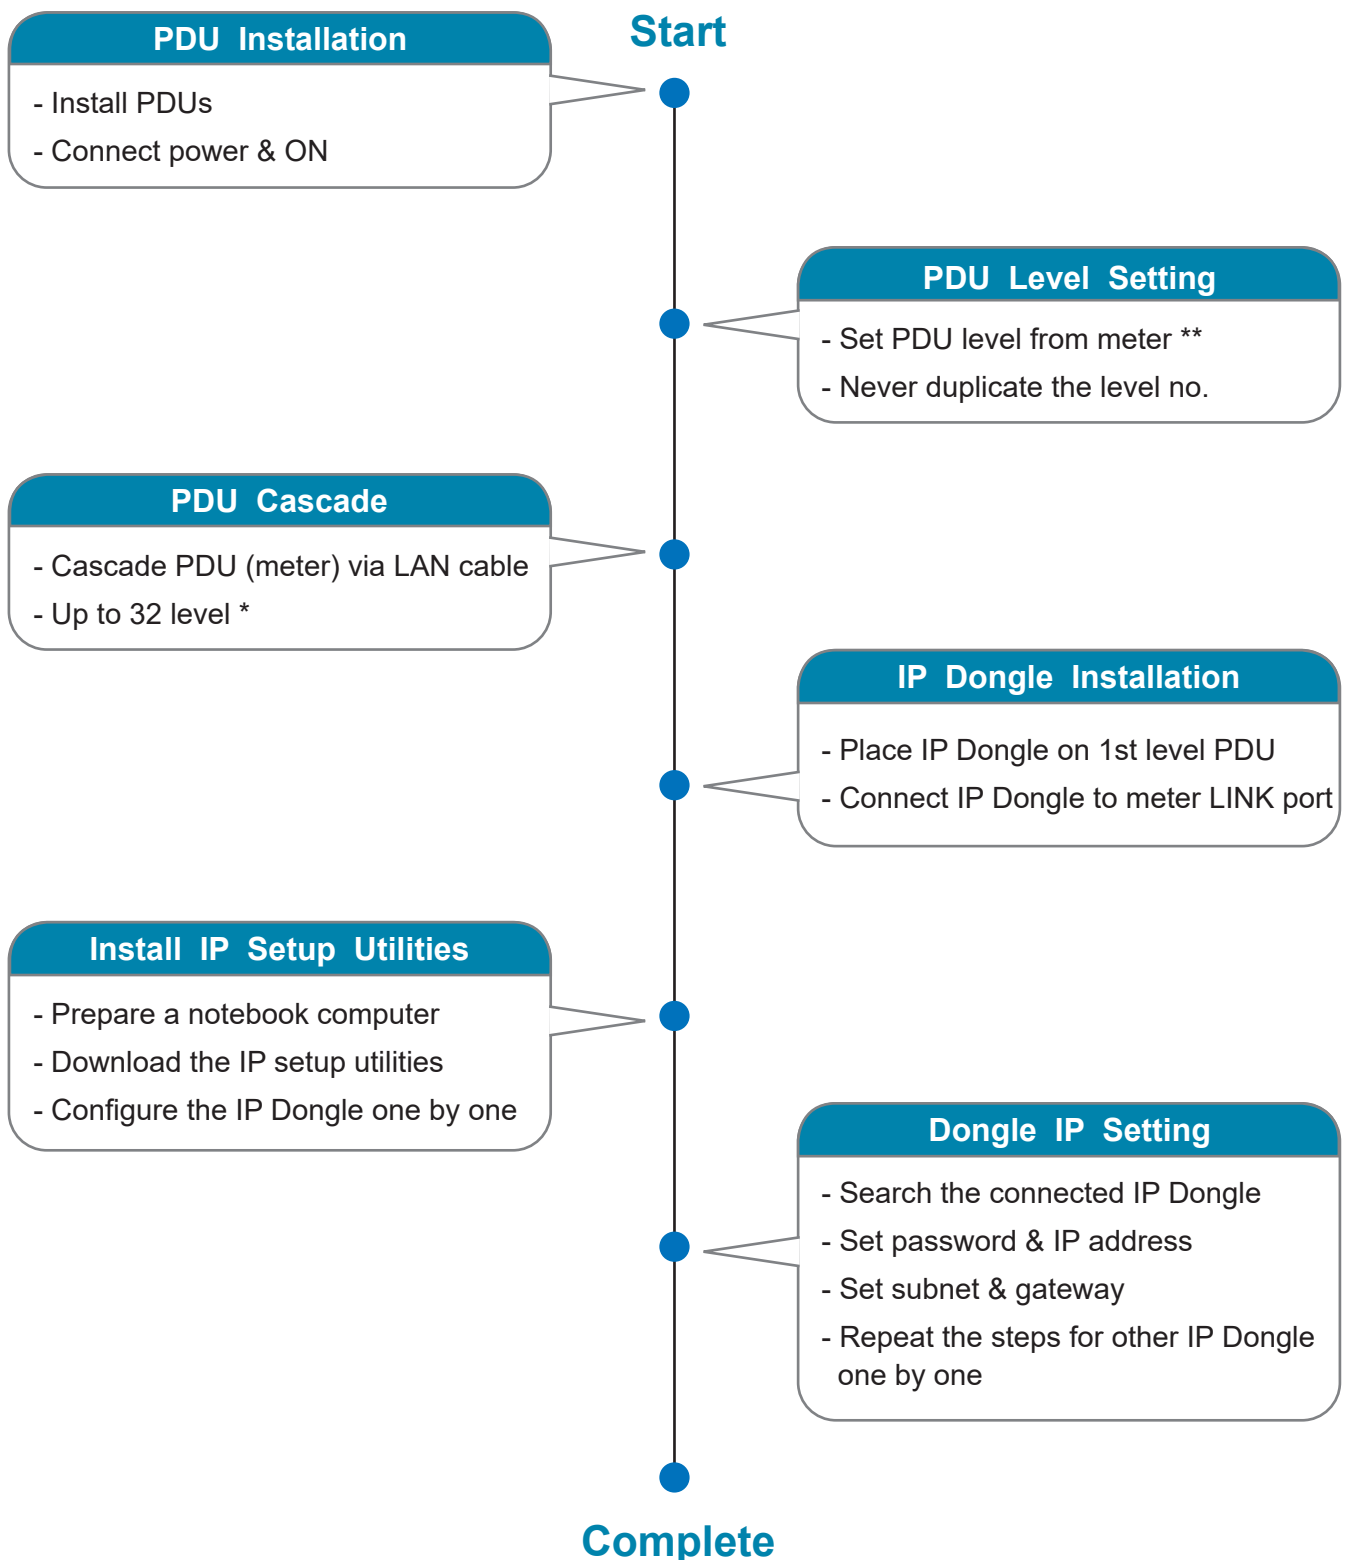 Start
PDU Installation
- Install PDUs
- Connect power & ON
PDU Level Setting
- Set PDU level from meter **
- Never duplicate the level no.
PDU Cascade
- Cascade PDU (meter) via LAN cable
- Up to 32 level *
IP Dongle Installation
- Place IP Dongle on 1st level PDU
- Connect IP Dongle to meter LINK port
Install IP Setup Utilities
- Prepare a notebook computer
- Download the IP setup utilities
- Configure the IP Dongle one by one
Dongle IP Setting
- Search the connected IP Dongle
- Set password & IP address
- Set subnet & gateway
- Repeat the steps for other IP Dongle
one by one
Complete